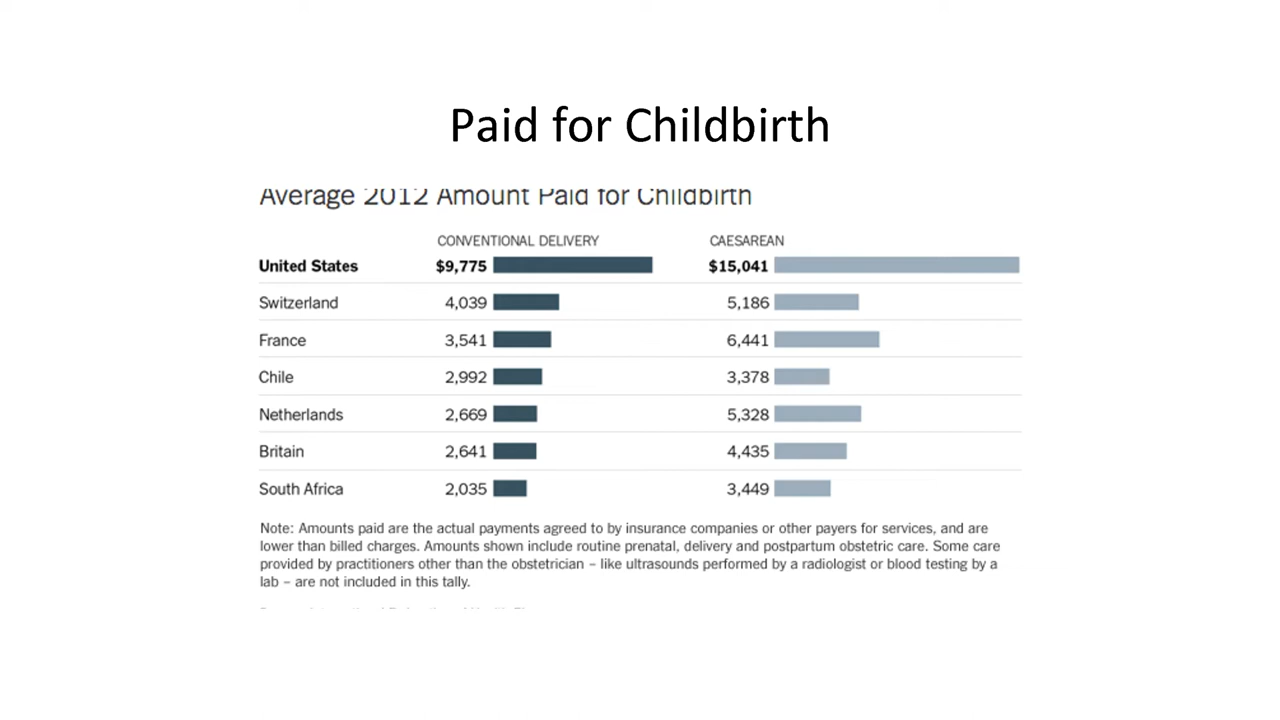 Paid for Childbirth
Average 2012 Amount Paid for Childbirth
CONVENTIONAL DELIVERY CAESAREAN
United States $9,775 $15,041
Switzerland 4,039 5,186
France 3,541 6,441
Chile 2,992 3,378
Netherlands 2,669 5,328
Britain 2,641 4,435
South Africa 2,035 3,449
Note: Amounts paid are the actual payments agreed to by insurance companies or other payers for services, and are
lower than billed charges. Amounts shown include routine prenatal, delivery and postpartum obstetric care. Some care
provided by practitioners other than the obstetrician – like ultrasounds performed by a radiologist or blood testing by a
lab – are not included in this tally.